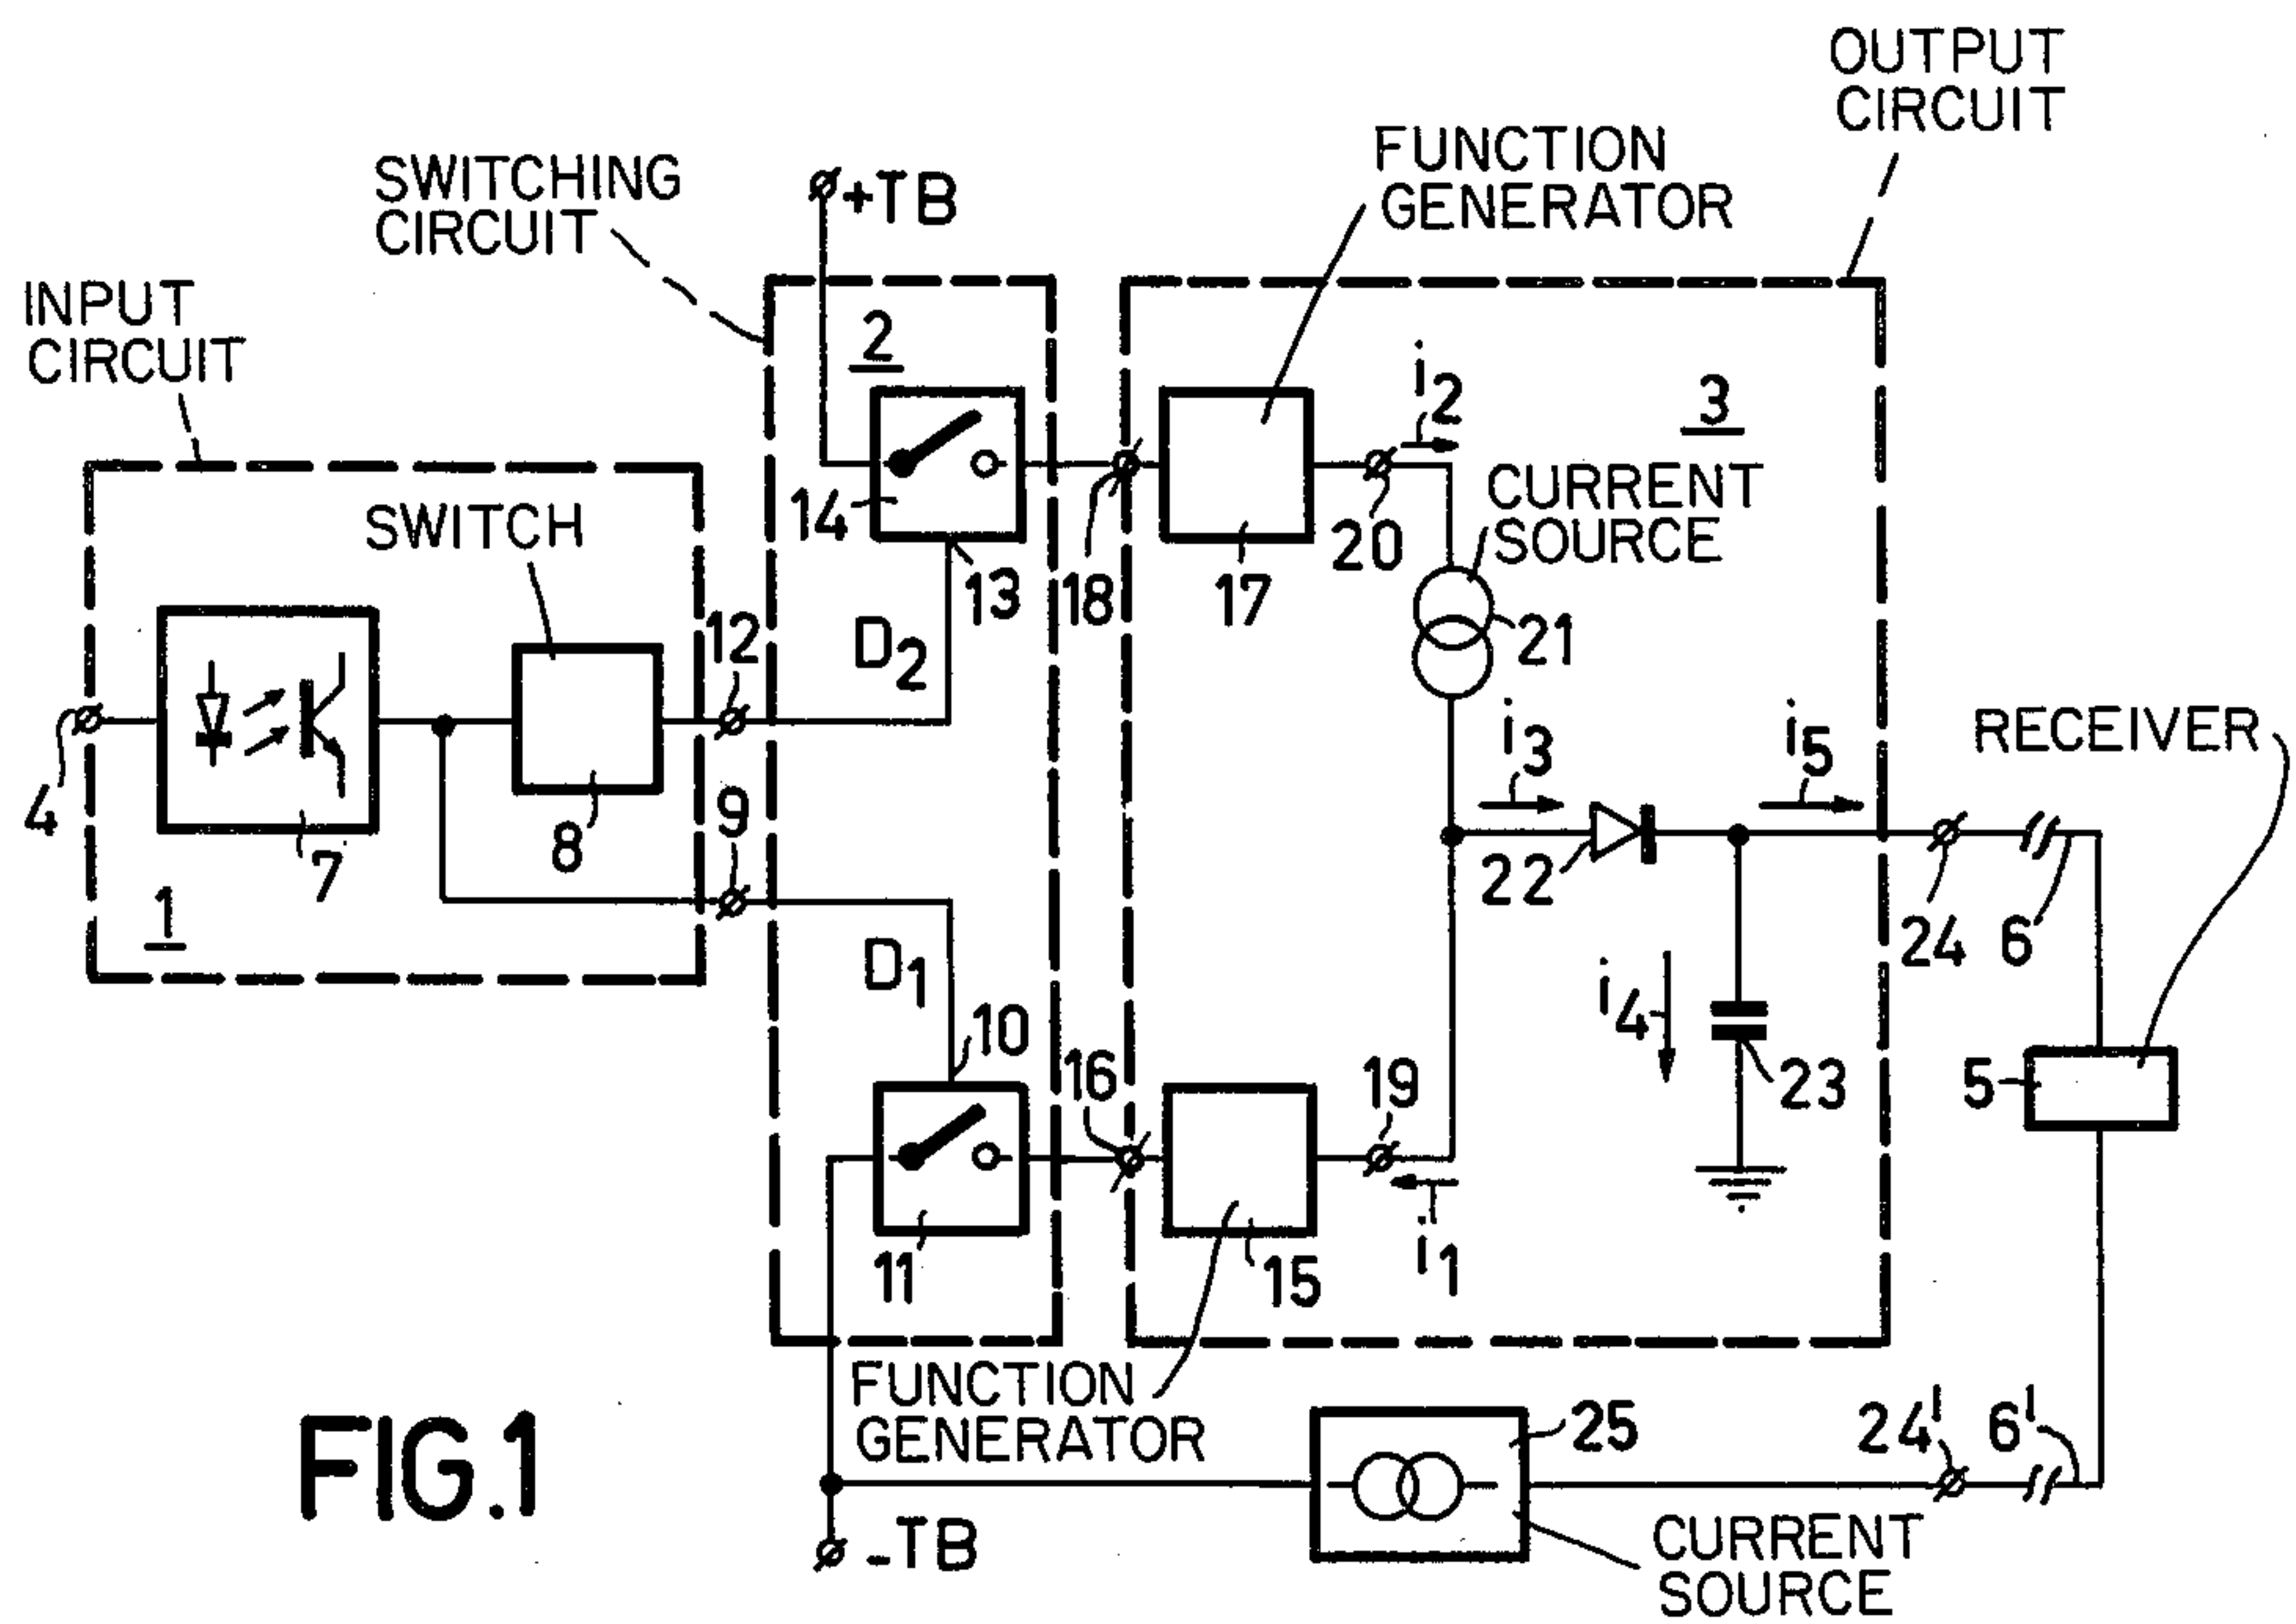 OUTPUT
CIRCUIT
FUNCTION
GENERATOR
SWITCHING
CIRCUIT
+TB
INPUT
CIRCUIT
2
i2
3
CURRENT
SOURCE
SWITCH
14
13
18
17
20
21
12
D2
i3
i5
RECEIVER
4
7
8
9
22
24
6
1
D1
i4
10
16
19
23
5
11
15
i1
FUNCTION
GENERATOR
25
24'
6'
FIG.1
-TB
CURRENT
SOURCE